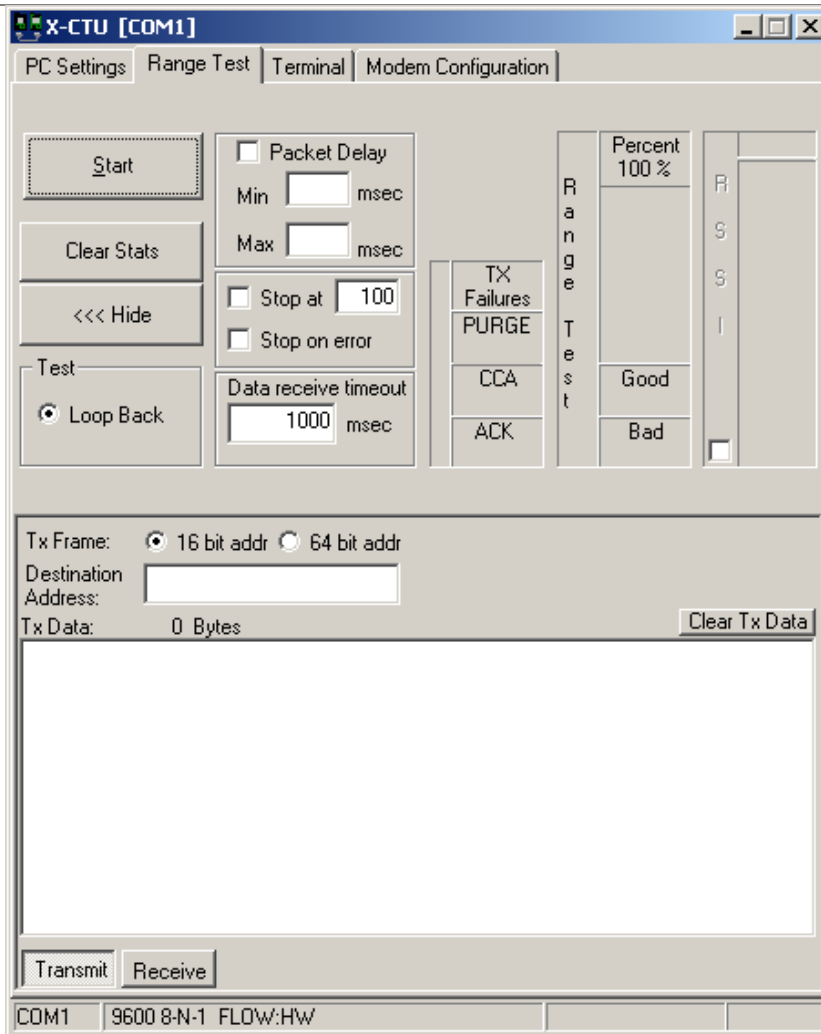 X-CTU [COM1]
PC Settings Range Test Terminal Modem Configuration
Start
Clear Stats
<<< Hide
Test
Loop Back
Packet Delay
Min msec
Max msec
Stop at 100
Stop on error
Data receive timeout
1000 msec
TX
Failures
PURGE
CCA
ACK
Range Test
Percent
100 %
Good
Bad
RSSI
Tx Frame: 16 bit addr 64 bit addr
Destination
Address:
Tx Data: 0 Bytes Clear Tx Data
Transmit Receive
COM1 9600 8-N-1 FLOW:HW